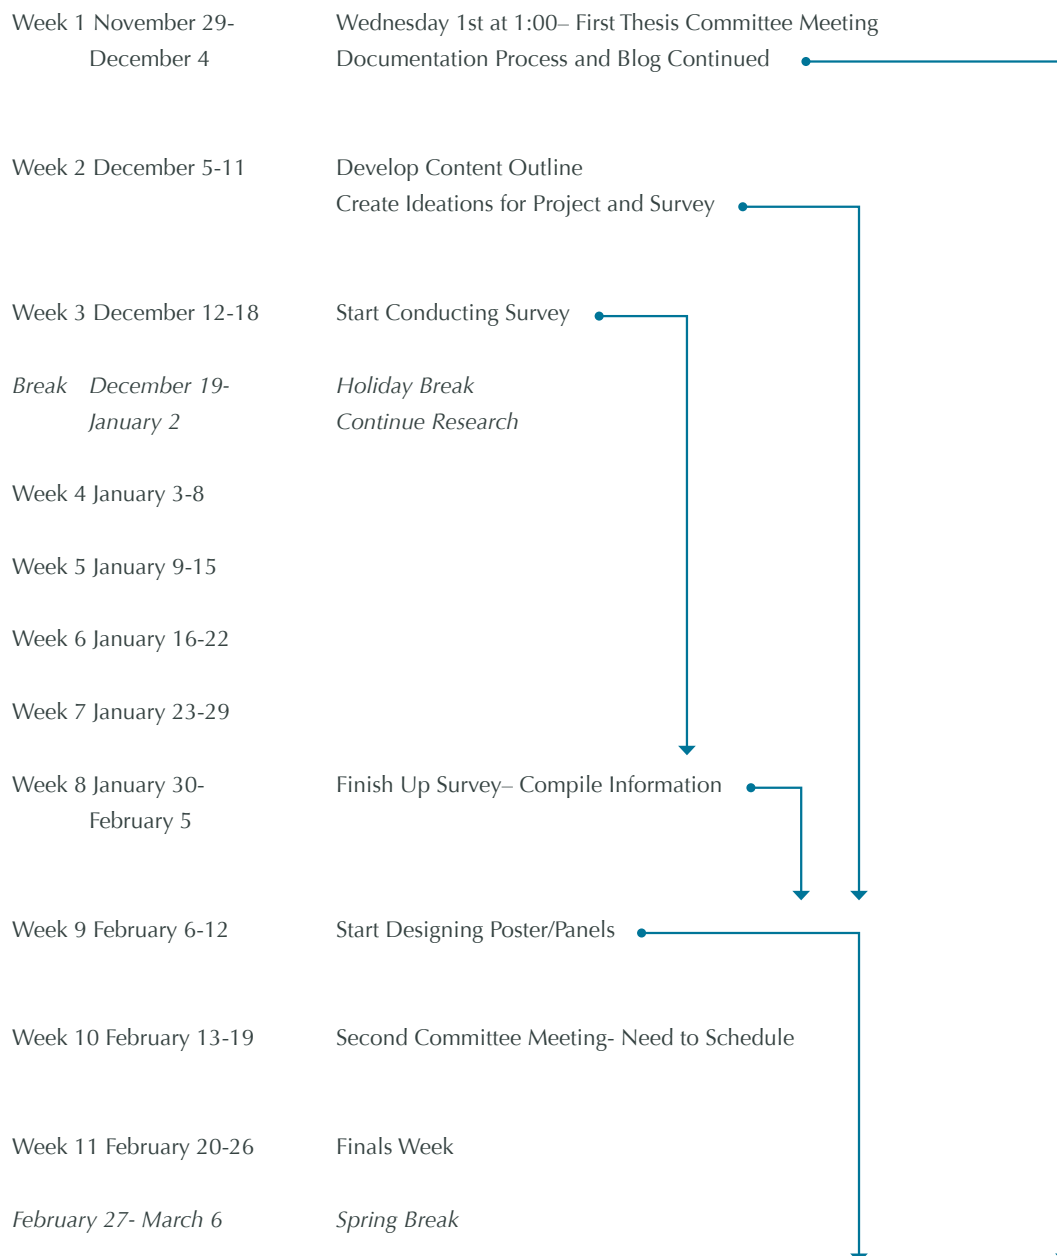 Week 1 November 29- Wednesday 1st at 1:00– First Thesis Committee Meeting
December 4 Documentation Process and Blog Continued
Week 2 December 5-11 Develop Content Outline
Create Ideations for Project and Survey
Week 3 December 12-18 Start Conducting Survey
Break December 19- Holiday Break
January 2 Continue Research
Week 4 January 3-8
Week 5 January 9-15
Week 6 January 16-22
Week 7 January 23-29
Week 8 January 30- Finish Up Survey– Compile Information
February 5
Week 9 February 6-12 Start Designing Poster/Panels
Week 10 February 13-19 Second Committee Meeting- Need to Schedule
Week 11 February 20-26 Finals Week
February 27- March 6 Spring Break